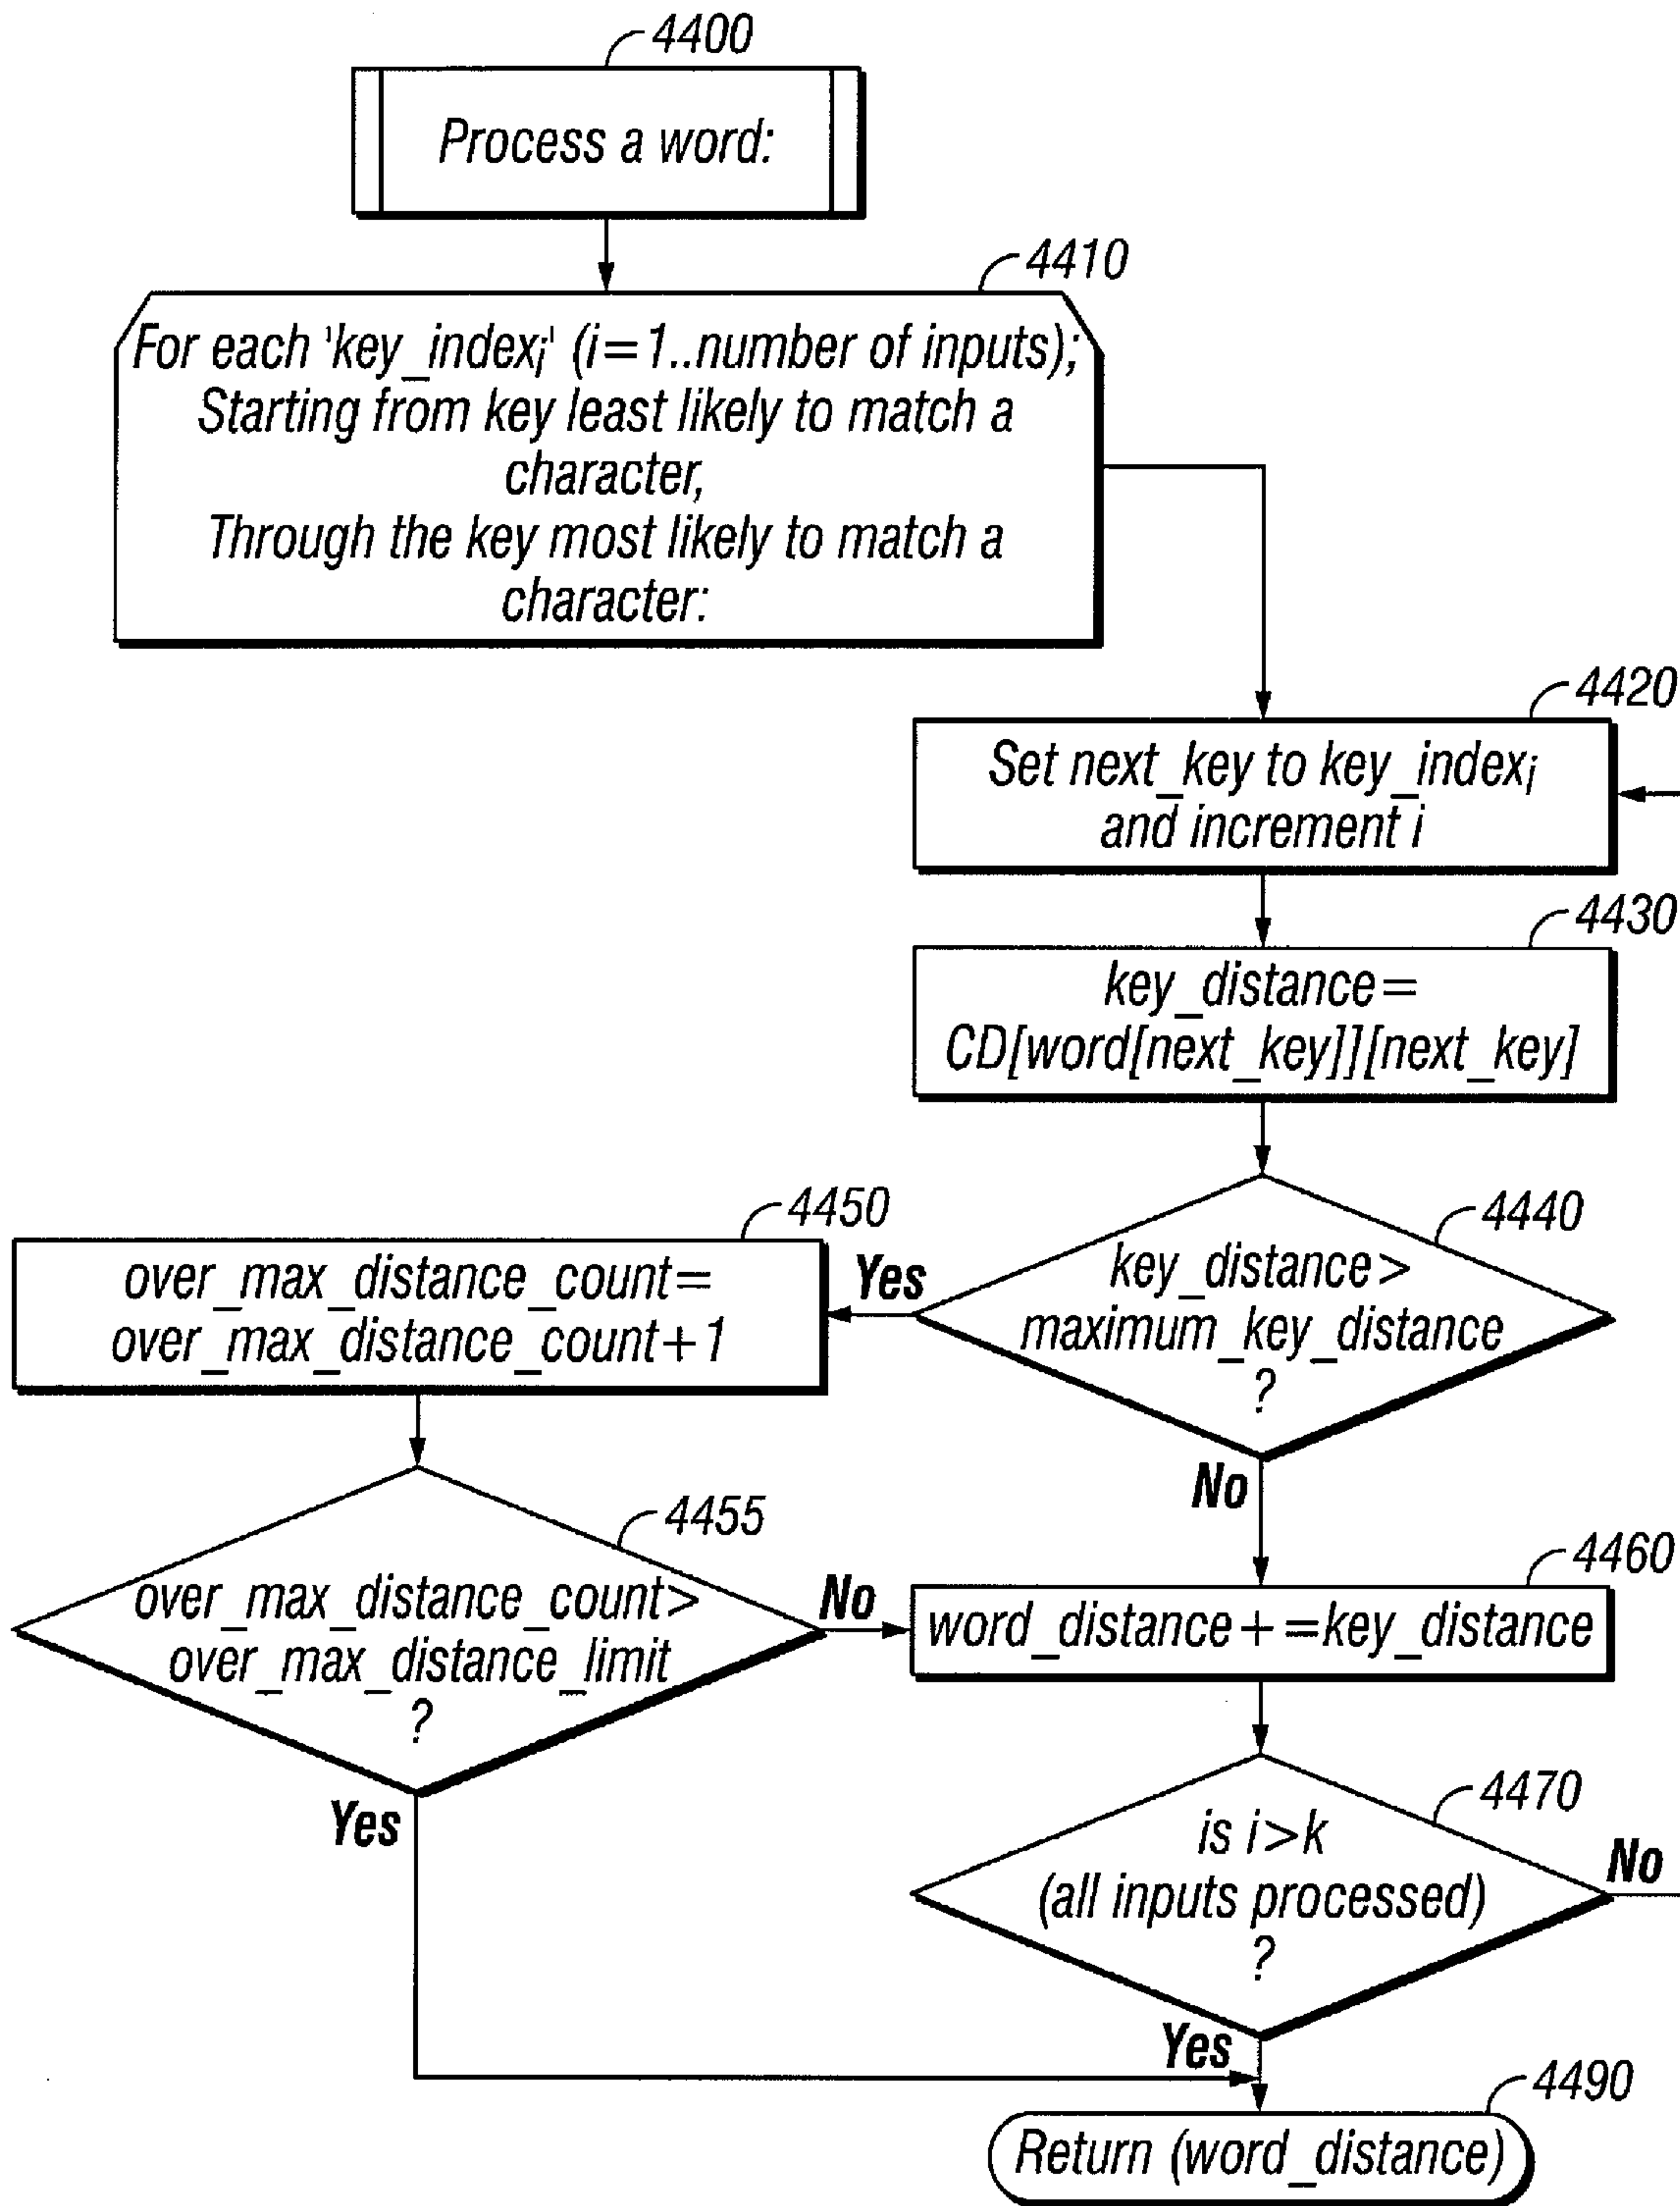 4400
Process a word:
4410
For each 'key_indexi' (i=1..number of inputs);
Starting from key least likely to match a
character,
Through the key most likely to match a
character:
4420
Set next_key to key_indexi
and increment i
4430
key_distance=
CD[word[next_key]][next_key]
4440
key_distance>
maximum_key_distance
?
Yes
No
4450
over_max_distance_count=
over_max_distance_count+1
4455
over_max_distance_count>
over_max_distance_limit
?
No
Yes
4460
word_distance+=key_distance
4470
is i>k
(all inputs processed)
?
No
Yes
4490
Return (word_distance)